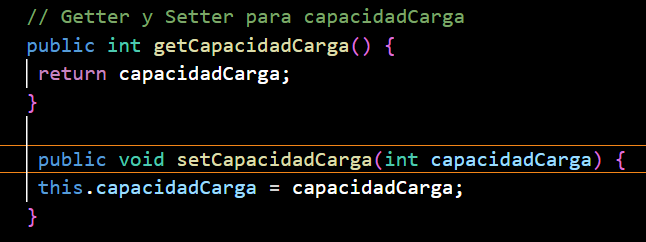 // Getter y Setter para capacidadCarga
public int getCapacidadCarga() {
return capacidadCarga;
}
public void setCapacidadCarga(int capacidadCarga) {
this.capacidadCarga = capacidadCarga;
}